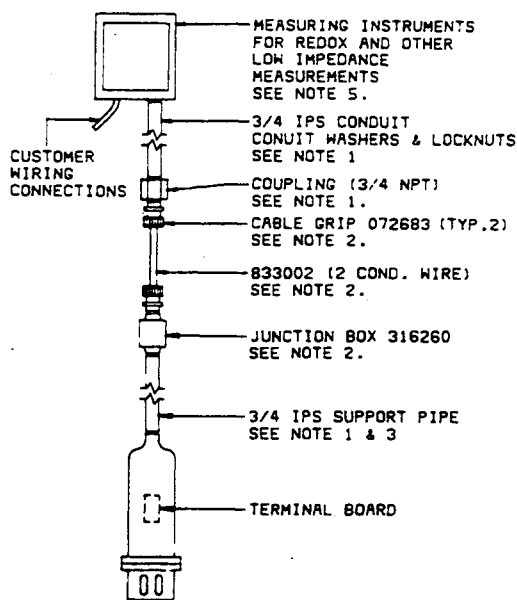 MEASURING INSTRUMENTS
FOR REDOX AND OTHER
LOW IMPEDANCE
MEASUREMENTS
SEE NOTE 5.
3/4 IPS CONDUIT
CONUIT WASHERS & LOCKNUTS
SEE NOTE 1
CUSTOMER
WIRING
CONNECTIONS
COUPLING (3/4 NPT)
SEE NOTE 1.
CABLE GRIP 072683 (TYP.2)
SEE NOTE 2.
833002 (2 COND. WIRE)
SEE NOTE 2.
JUNCTION BOX 316260
SEE NOTE 2.
3/4 IPS SUPPORT PIPE
SEE NOTE 1 & 3
TERMINAL BOARD